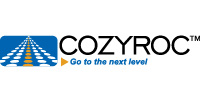 COZYROC™
Go to the next level